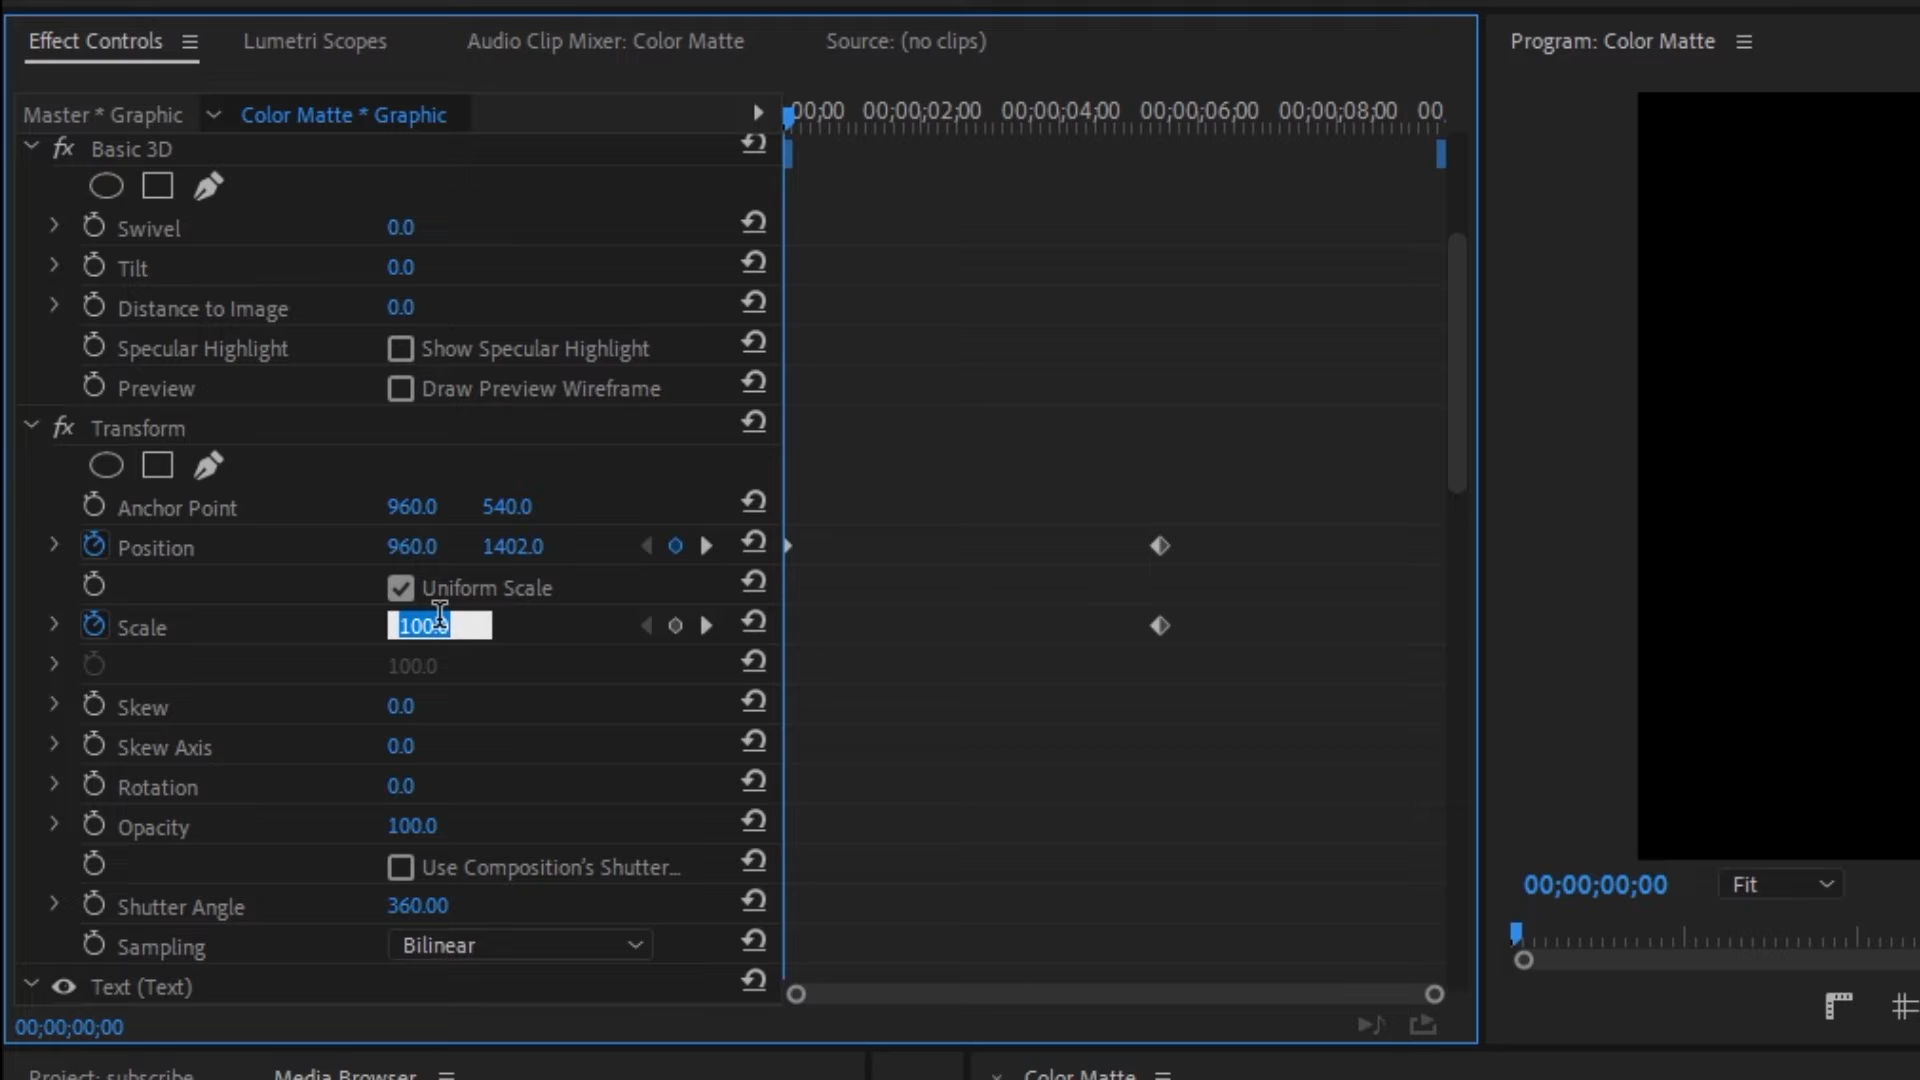 Effect Controls
Lumetri Scopes
Audio Clip Mixer: Color Matte
Source: (no clips)
Program: Color Matte
Master * Graphic
Color Matte * Graphic
00;00
00;00;02;00
00;00;04;00
00;00;06;00
00;00;08;00
00
fx Basic 3D
Swivel 0.0
Tilt 0.0
Distance to Image 0.0
Specular Highlight Show Specular Highlight
Preview Draw Preview Wireframe
fx Transform
Anchor Point 960.0 540.0
Position 960.0 1402.0
Uniform Scale
Scale 100.0
100.0
Skew 0.0
Skew Axis 0.0
Rotation 0.0
Opacity 100.0
Use Composition's Shutter...
Shutter Angle 360.00
Sampling Bilinear
Text (Text)
00;00;00;00
00;00;00;00
Fit
Project: subscribe
Media Browser
Color Matte